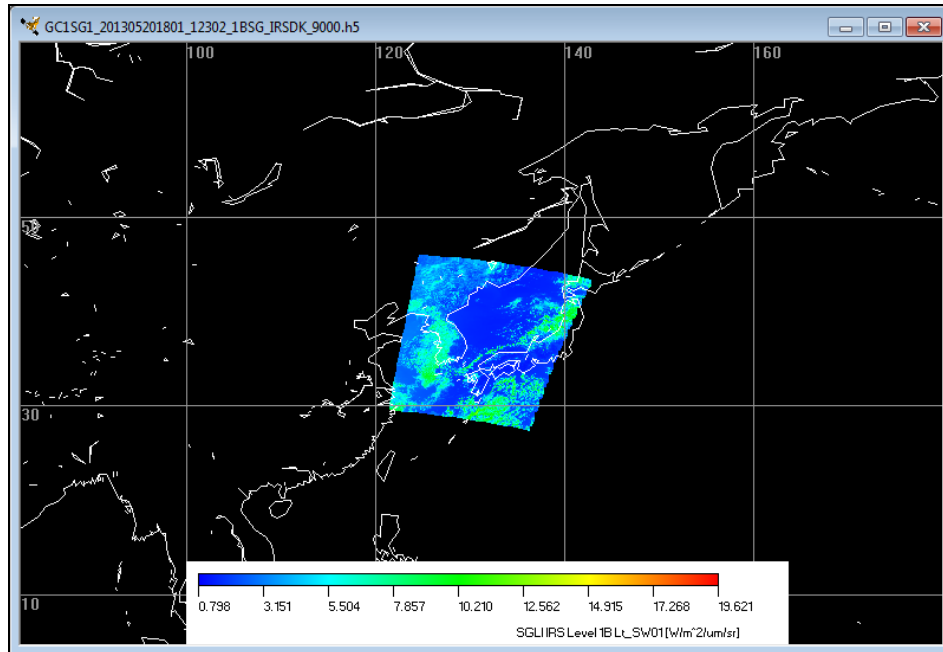 GC1SG1_201305201801_12302_1BSG_IRSDK_9000.h5
100 120 140 160
50
30
10
0.798 3.151 5.504 7.857 10.210 12.562 14.915 17.268 19.621
SGLI IRS Level 1B Lt_SW01 [W/m^2/um/sr]